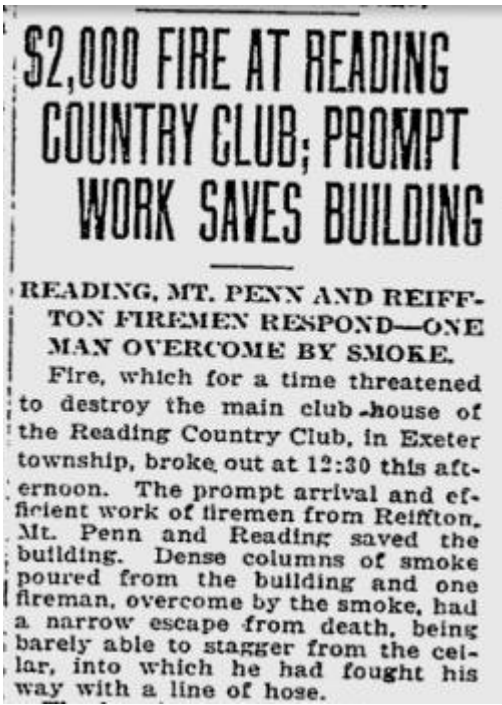 $2,000 FIRE AT READING
COUNTRY CLUB; PROMPT
WORK SAVES BUILDING
READING, MT. PENN AND REIFF-
TON FIREMEN RESPOND—ONE
MAN OVERCOME BY SMOKE.
Fire, which for a time threatened
to destroy the main club-house of
the Reading Country Club, in Exeter
township, broke out at 12:30 this aft-
ernoon. The prompt arrival and ef-
ficient work of firemen from Reiffton,
Mt. Penn and Reading saved the
building. Dense columns of smoke
poured from the building and one
fireman, overcome by the smoke, had
a narrow escape from death, being
barely able to stagger from the cel-
lar, into which he had fought his
way with a line of hose.